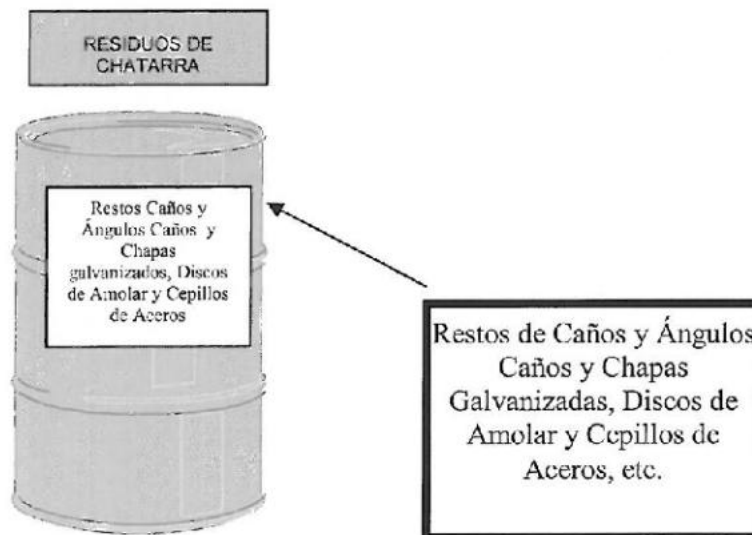 RESIDUOS DE
CHATARRA
Restos Caños y
Ángulos Caños y
Chapas
galvanizados, Discos
de Amolar y Cepillos
de Aceros
Restos de Caños y Ángulos
Caños y Chapas
Galvanizadas, Discos de
Amolar y Cepillos de
Aceros, etc.